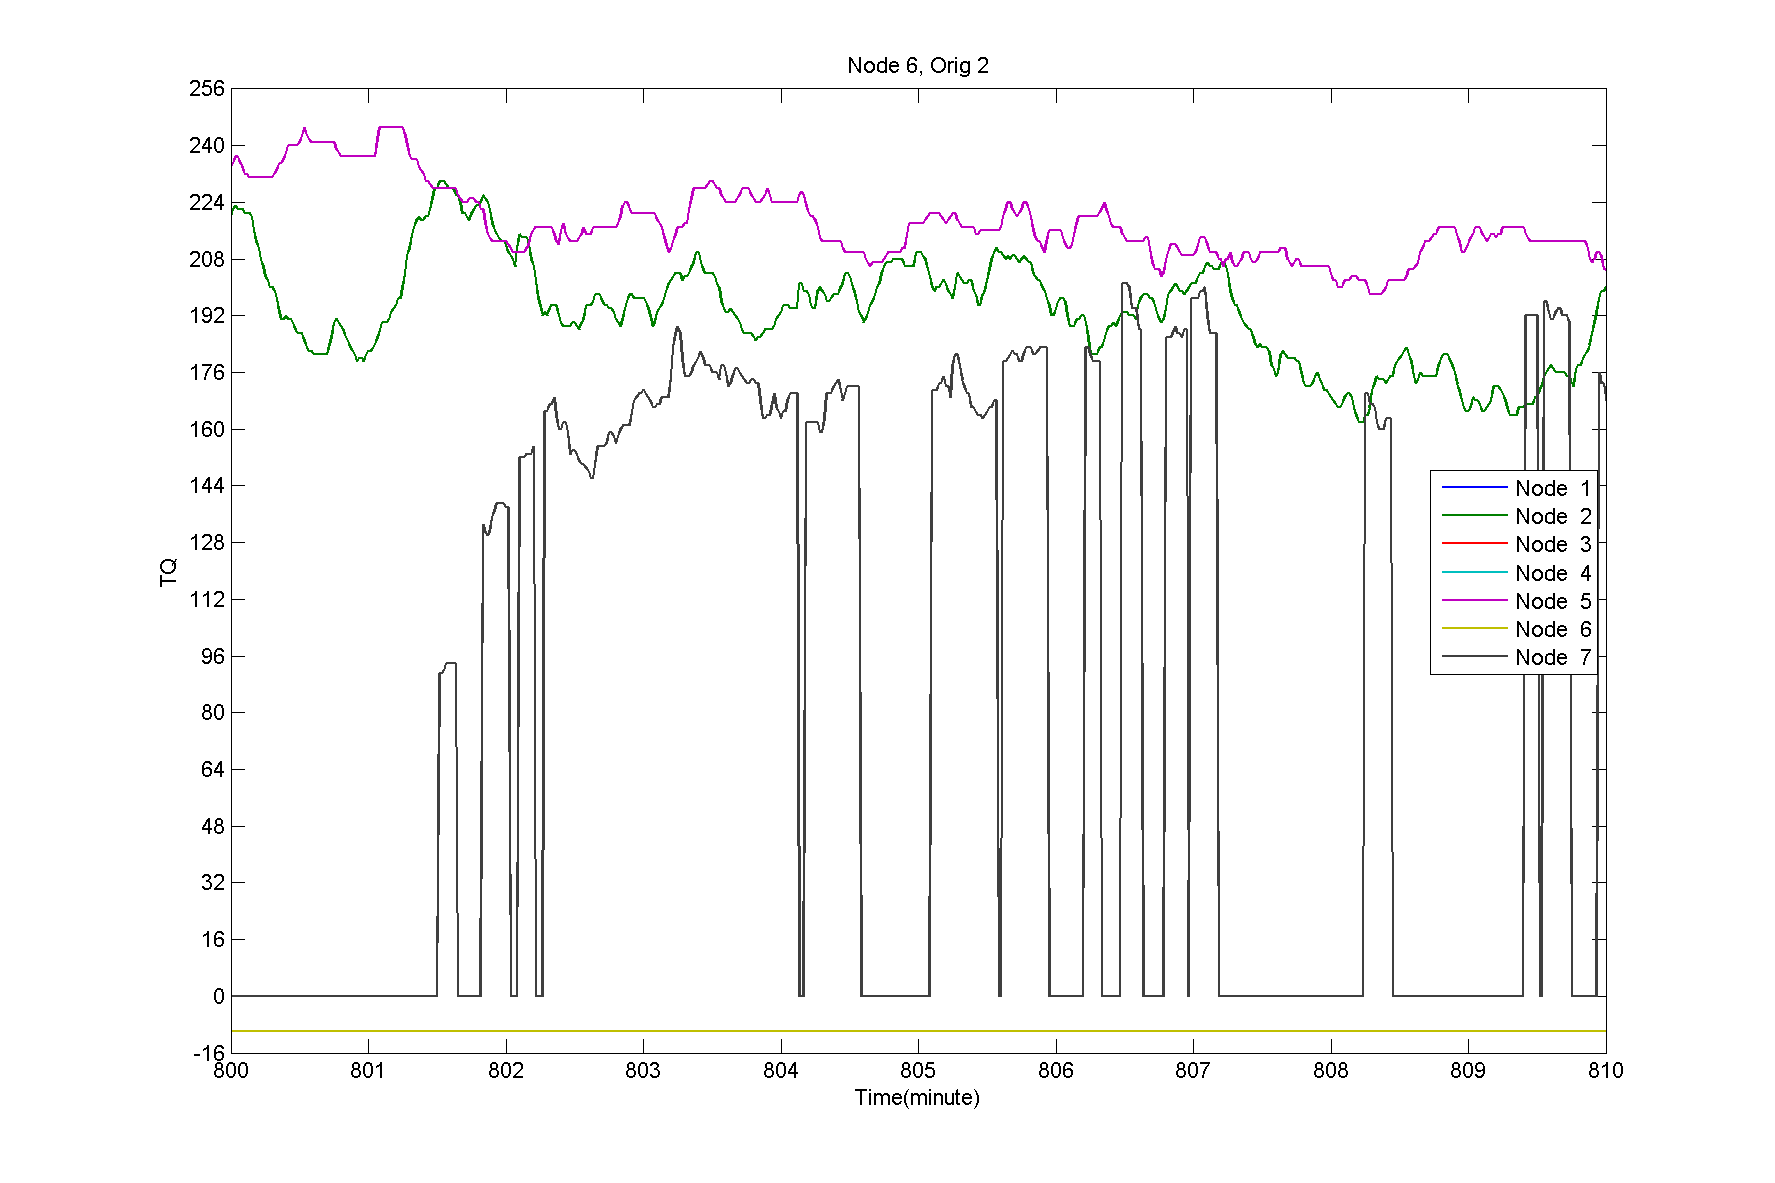 Node 6, Orig 2
256
240
224
208
192
176
160
144
128
112
96
80
64
48
32
16
0
-16
TQ
Node 1
Node 2
Node 3
Node 4
Node 5
Node 6
Node 7
800 801 802 803 804 805 806 807 808 809 810
Time(minute)